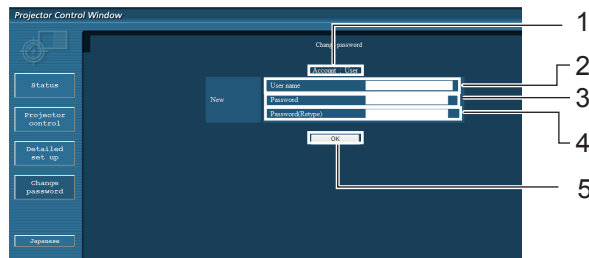 Projector Control Window
Change password
Account : User
New
User name
Password
Password(Retype)
OK
Status
Projector
control
Detailed
set up
Change
password
Japanese
1
2
3
4
5